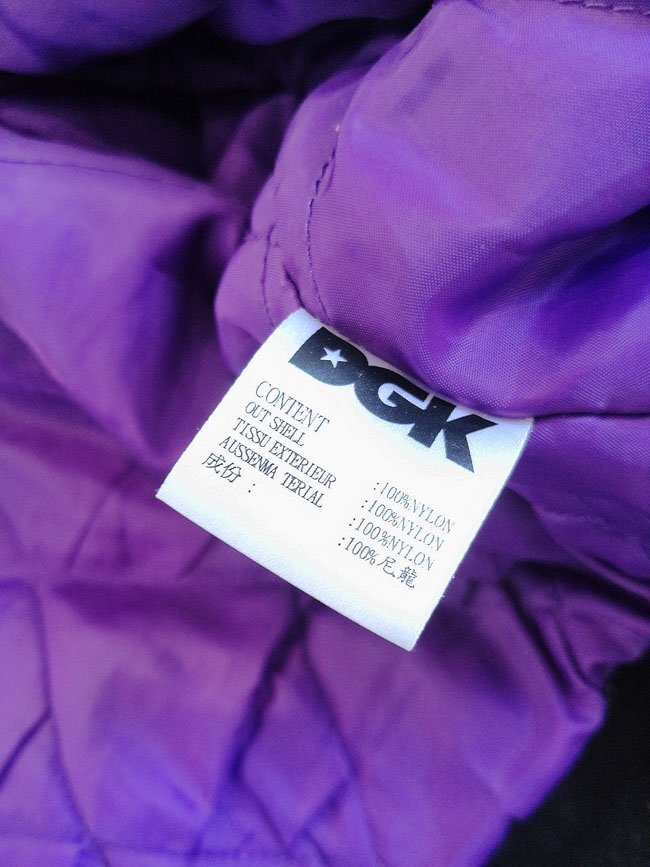 DGK
CONTENT
OUT SHELL :100%NYLON
TISSU EXTERIEUR :100%NYLON
AUSSENMA TERIAL :100%NYLON
成份: :100%尼龍